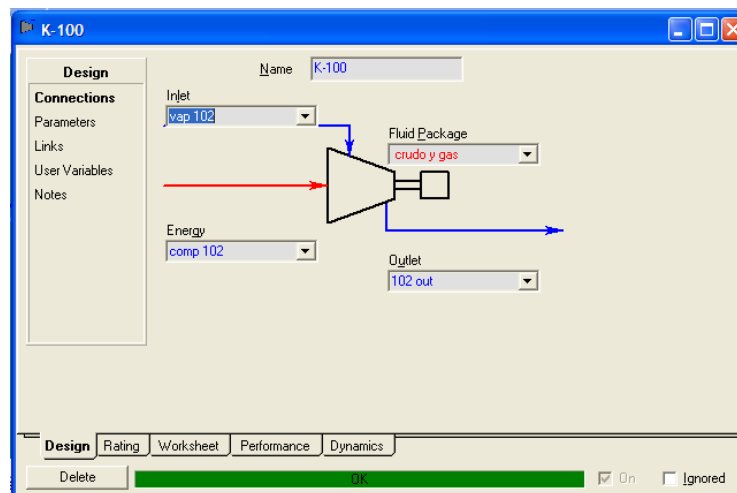 K-100
Design
Connections
Parameters
Links
User Variables
Notes
Name K-100
Inlet
vap 102
Fluid Package
crudo y gas
Energy
comp 102
Outlet
102 out
Design Rating Worksheet Performance Dynamics
Delete OK On Ignored